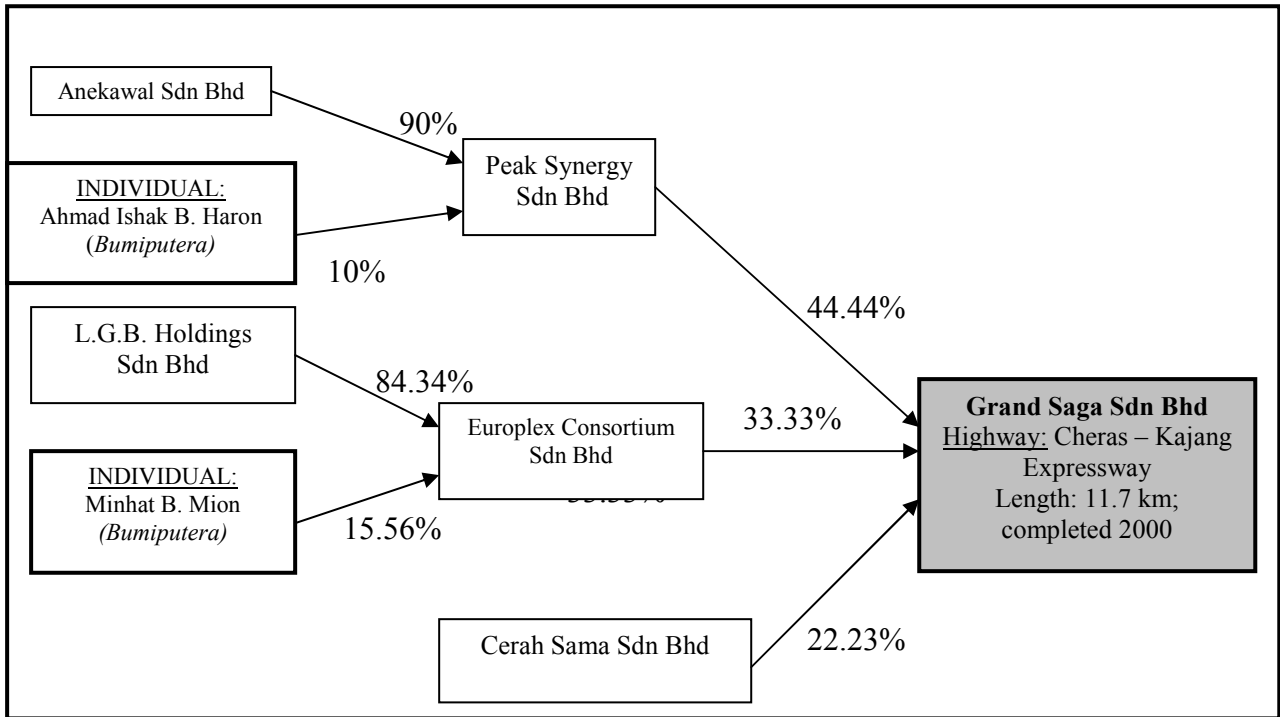 Anekawal Sdn Bhd
90%
Peak Synergy
Sdn Bhd
INDIVIDUAL:
Ahmad Ishak B. Haron
(Bumiputera)
10%
44.44%
L.G.B. Holdings
Sdn Bhd
84.34%
Europlex Consortium
Sdn Bhd
33.33%
Grand Saga Sdn Bhd
Highway: Cheras – Kajang
Expressway
Length: 11.7 km;
completed 2000
INDIVIDUAL:
Minhat B. Mion
(Bumiputera)
15.56%
Cerah Sama Sdn Bhd
22.23%